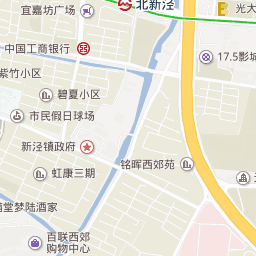 宜嘉坊广场
北新泾
光大
中国工商银行
17.5影城
紫竹小区
碧夏小区
市民假日球场
新泾镇政府
铭晖西郊苑
虹康三期
堂梦陆酒家
百联西郊
购物中心